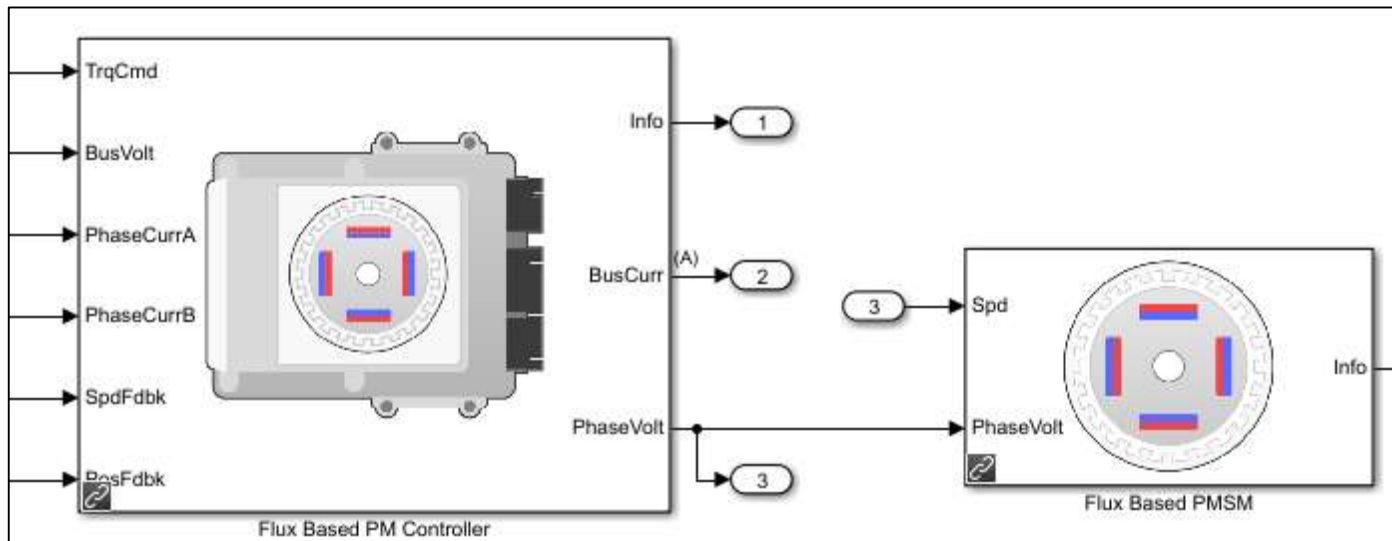 TrqCmd
BusVolt
PhaseCurrA
PhaseCurrB
SpdFdbk
PosFdbk
Info
1
(A)
BusCurr
2
PhaseVolt
3
Flux Based PM Controller
3
Spd
PhaseVolt
Info
Flux Based PMSM